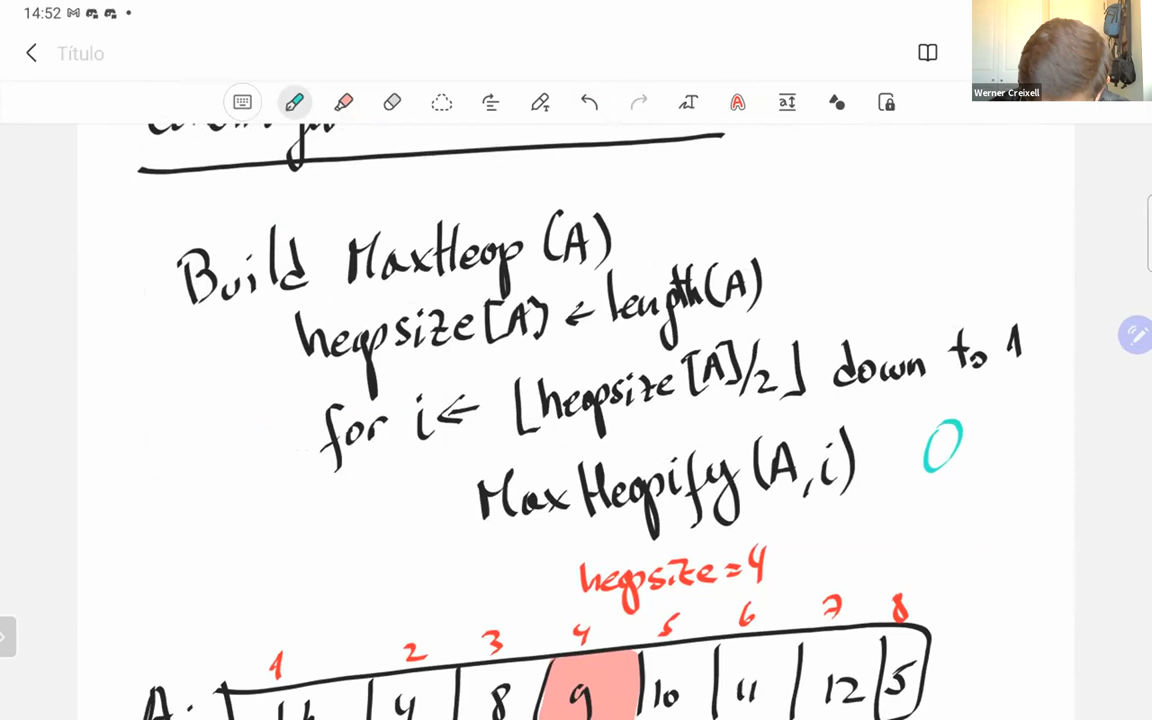 14:52
Título
Werner Creixell
Build MaxHeap (A)
heapsize [A] ← length(A)
for i ← ⌊heapsize [A]/2⌋ down to 1
MaxHeapify (A, i)
O
heapsize = 4
1 2 3 4 5 6 7 8
A: 4 8 9 10 11 12 5